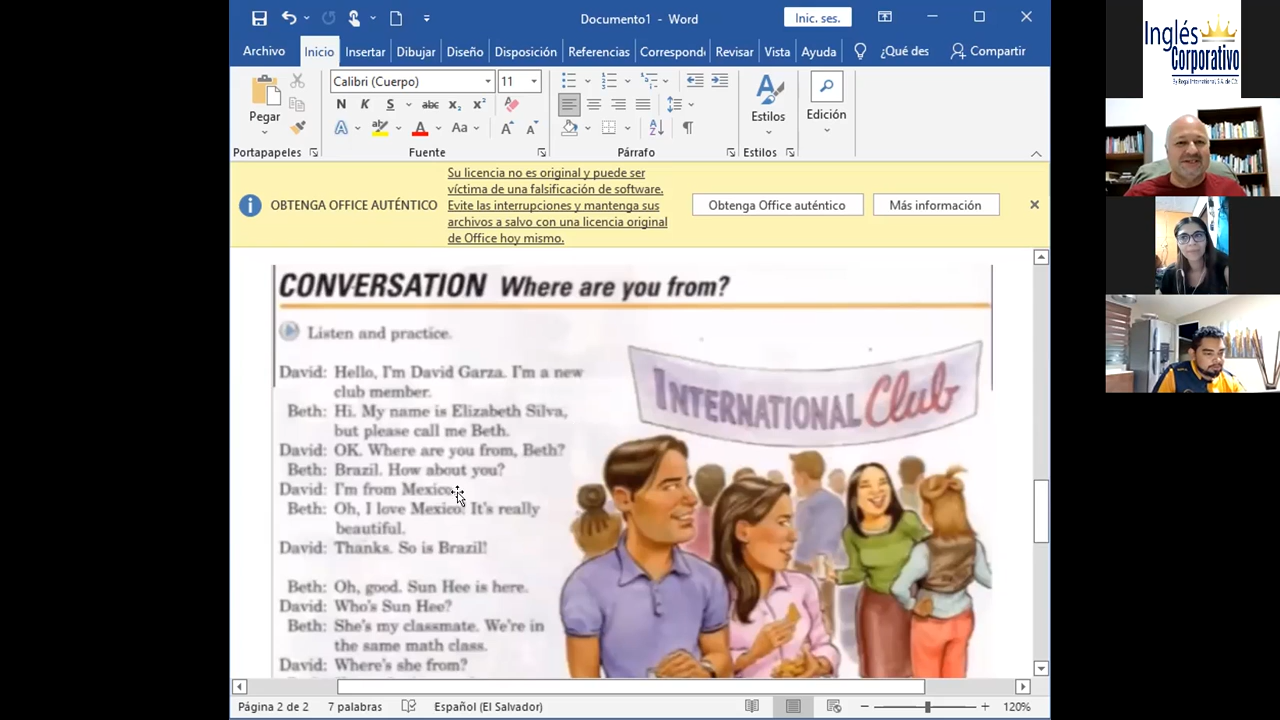 Documento1 - Word
Inic. ses.
Archivo Inicio Insertar Dibujar Diseño Disposición Referencias Correspond Revisar Vista Ayuda ¿Qué des Compartir
Pegar
Calibri (Cuerpo) 11
N K S abc x₂ x²
A A Aa A A
Estilos
Edición
Portapapeles Fuente Párrafo Estilos
OBTENGA OFFICE AUTÉNTICO
Su licencia no es original y puede ser
víctima de una falsificación de software.
Evite las interrupciones y mantenga sus
archivos a salvo con una licencia original
de Office hoy mismo.
Obtenga Office auténtico
Más información
CONVERSATION Where are you from?
Listen and practice.
David: Hello, I'm David Garza. I'm a new
club member.
Beth: Hi. My name is Elizabeth Silva,
but please call me Beth.
David: OK. Where are you from, Beth?
Beth: Brazil. How about you?
David: I'm from Mexico.
Beth: Oh, I love Mexico! It's really
beautiful.
David: Thanks. So is Brazil!
Beth: Oh, good. Sun Hee is here.
David: Who's Sun Hee?
Beth: She's my classmate. We're in
the same math class.
David: Where's she from?
INTERNATIONAL Club
Página 2 de 2 7 palabras Español (El Salvador) 120%
Inglés
Corporativo